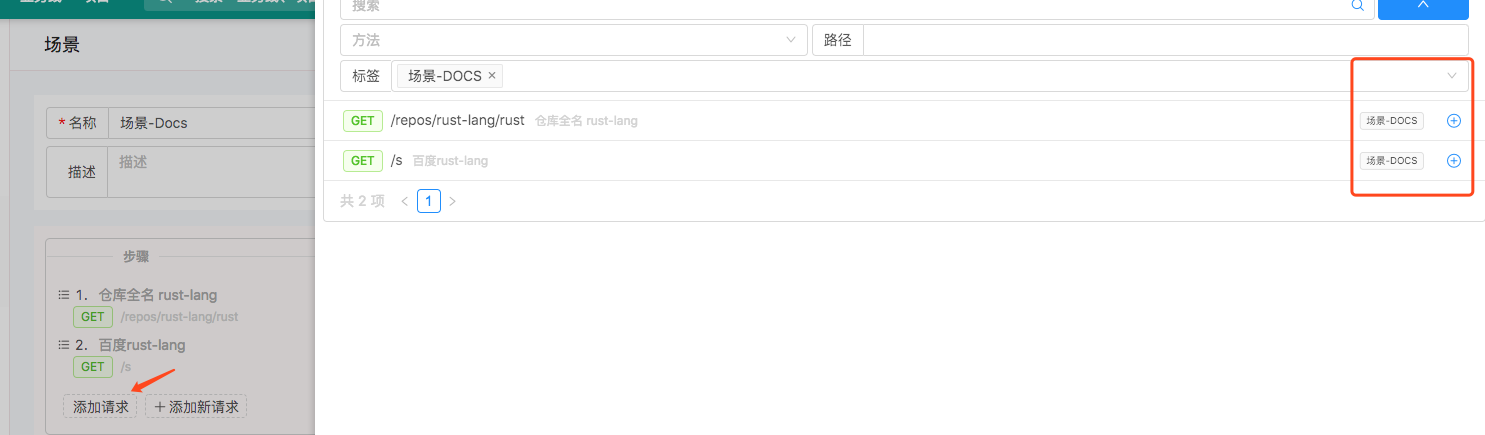 场景
* 名称 场景-Docs
描述 描述
步骤
1. 仓库全名 rust-lang
GET /repos/rust-lang/rust
2. 百度rust-lang
GET /s
添加请求 + 添加新请求
搜索
方法 路径
标签 场景-DOCS ×
GET /repos/rust-lang/rust 仓库全名 rust-lang 场景-DOCS
GET /s 百度rust-lang 场景-DOCS
共 2 项 < 1 >